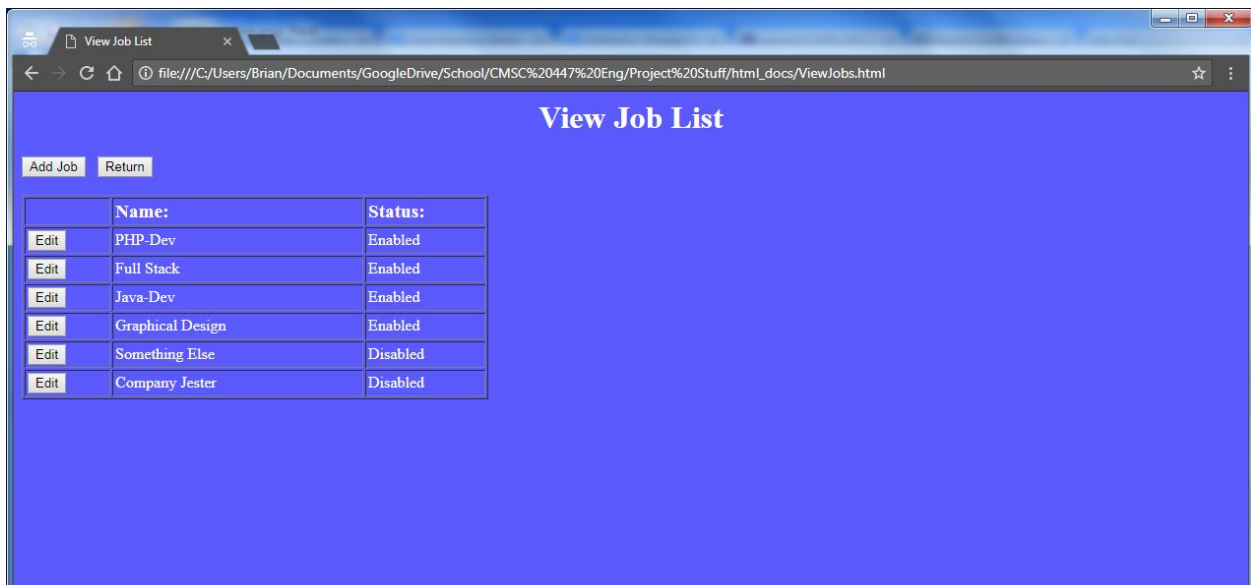 View Job List
file:///C:/Users/Brian/Documents/GoogleDrive/School/CMSC%20447%20Eng/Project%20Stuff/html_docs/ViewJobs.html
View Job List
Add Job Return
Name: Status:
Edit PHP-Dev Enabled
Edit Full Stack Enabled
Edit Java-Dev Enabled
Edit Graphical Design Enabled
Edit Something Else Disabled
Edit Company Jester Disabled